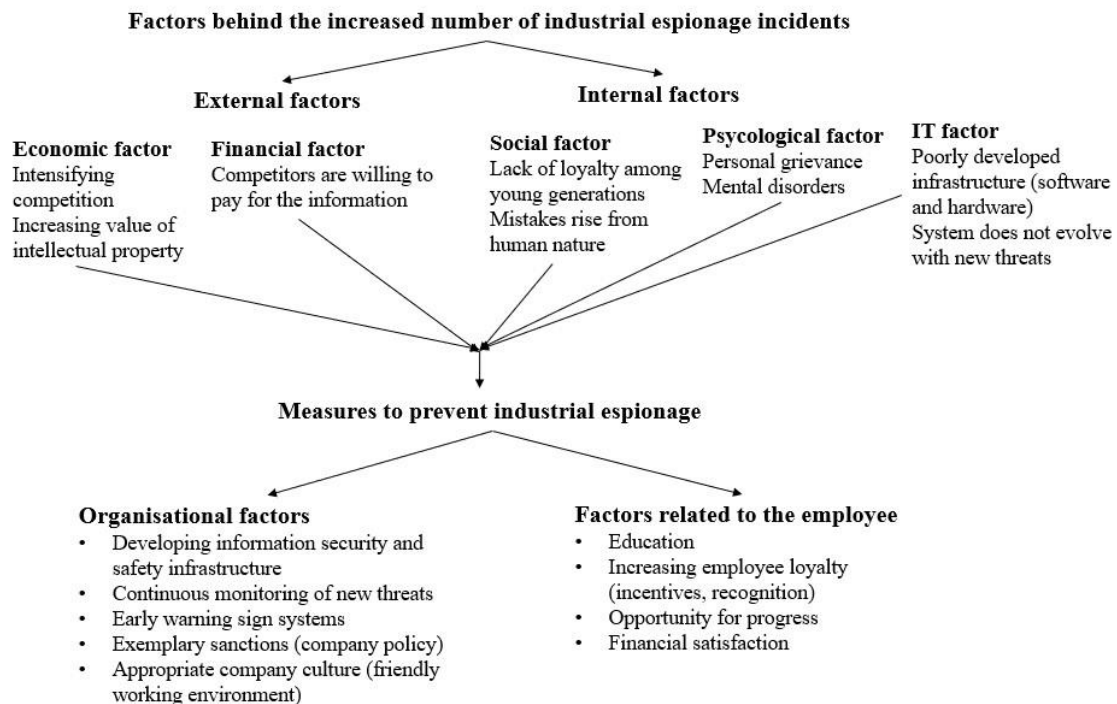 Factors behind the increased number of industrial espionage incidents
External factors
Internal factors
Economic factor
Intensifying
competition
Increasing value of
intellectual property
Financial factor
Competitors are willing to
pay for the information
Social factor
Lack of loyalty among
young generations
Mistakes rise from
human nature
Psycological factor
Personal grievance
Mental disorders
IT factor
Poorly developed
infrastructure (software
and hardware)
System does not evolve
with new threats
Measures to prevent industrial espionage
Organisational factors
• Developing information security and
safety infrastructure
• Continuous monitoring of new threats
• Early warning sign systems
• Exemplary sanctions (company policy)
• Appropriate company culture (friendly
working environment)
Factors related to the employee
• Education
• Increasing employee loyalty
(incentives, recognition)
• Opportunity for progress
• Financial satisfaction